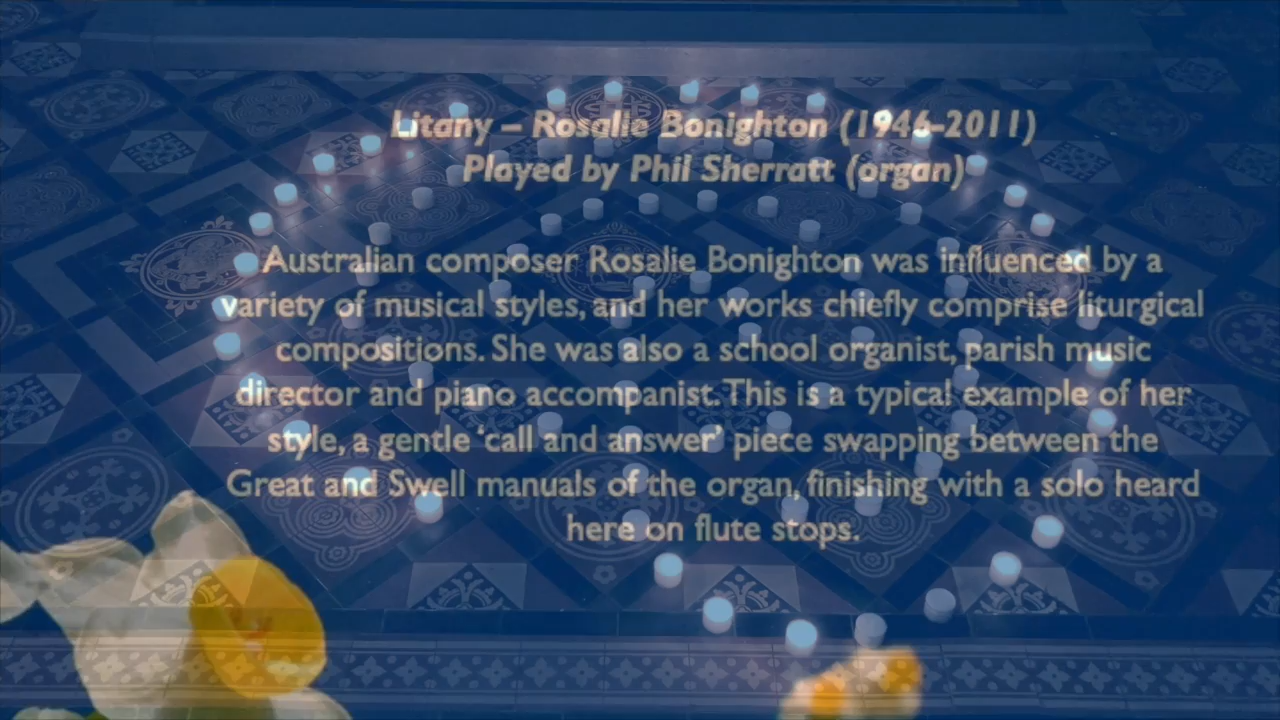 Litany – Rosalie Bonighton (1946-2011)
Played by Phil Sherratt (organ)
Australian composer Rosalie Bonighton was influenced by a
variety of musical styles, and her works chiefly comprise liturgical
compositions. She was also a school organist, parish music
director and piano accompanist. This is a typical example of her
style, a gentle ‘call and answer’ piece swapping between the
Great and Swell manuals of the organ, finishing with a solo heard
here on flute stops.